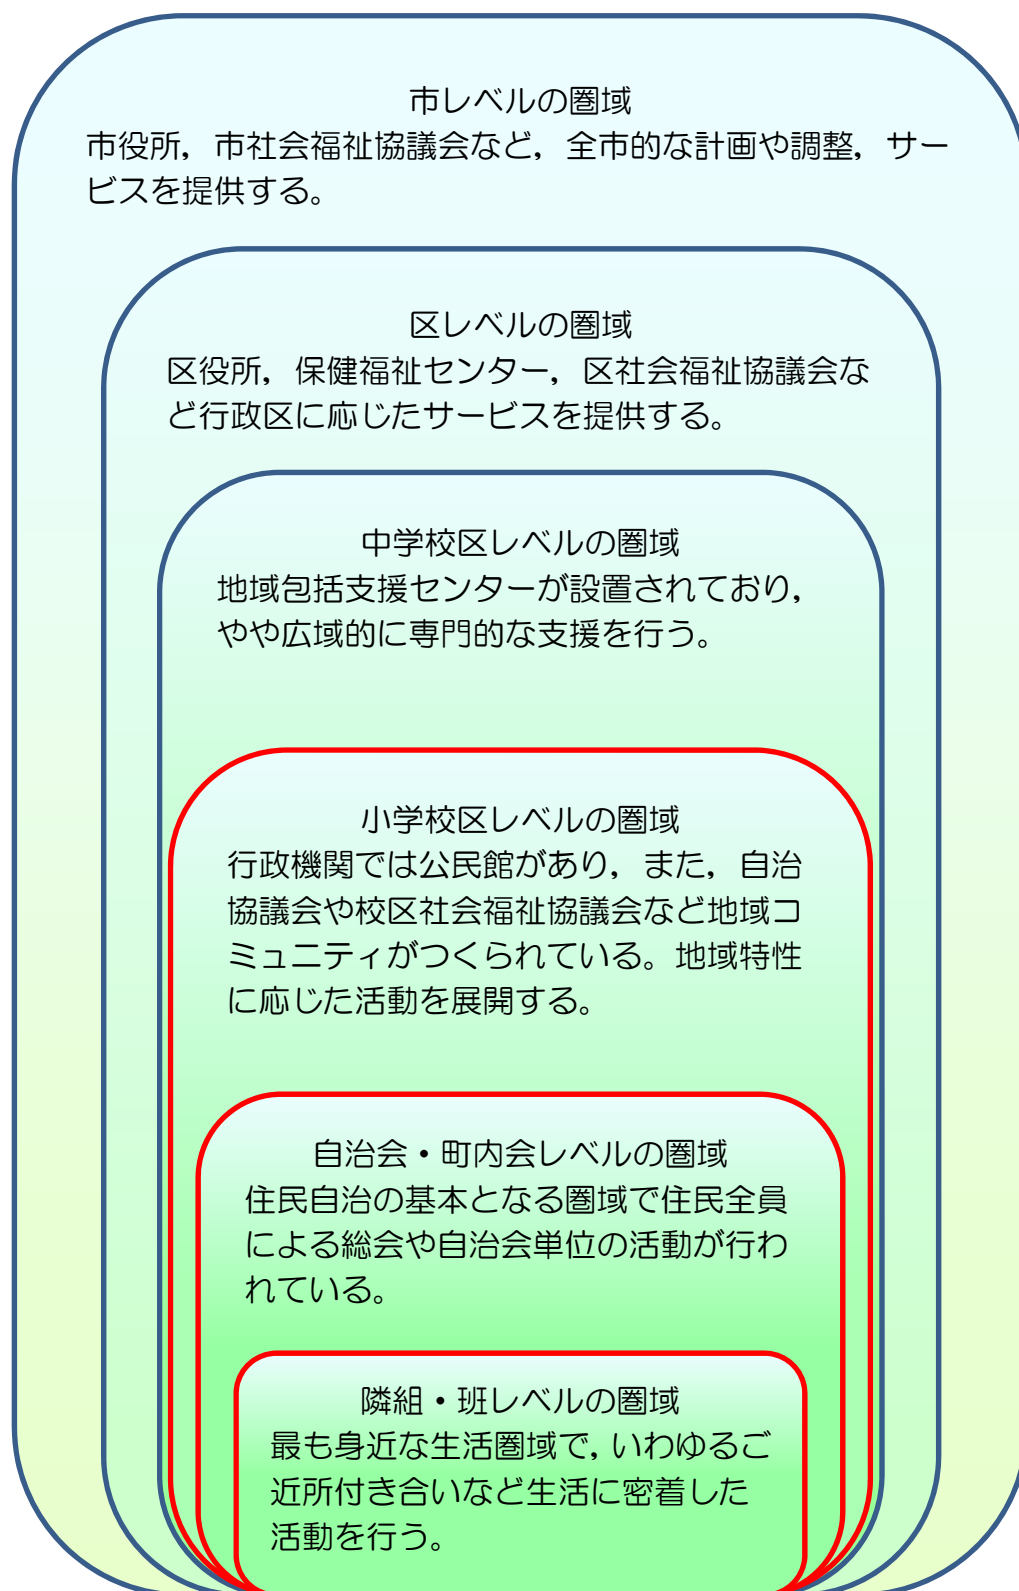 市レベルの圏域
市役所，市社会福祉協議会など，全市的な計画や調整，サー
ビスを提供する。
区レベルの圏域
区役所，保健福祉センター，区社会福祉協議会な
ど行政区に応じたサービスを提供する。
中学校区レベルの圏域
地域包括支援センターが設置されており，
やや広域的に専門的な支援を行う。
小学校区レベルの圏域
行政機関では公民館があり，また，自治
協議会や校区社会福祉協議会など地域コ
ミュニティがつくられている。地域特性
に応じた活動を展開する。
自治会・町内会レベルの圏域
住民自治の基本となる圏域で住民全員
による総会や自治会単位の活動が行わ
れている。
隣組・班レベルの圏域
最も身近な生活圏域で，いわゆるご
近所付き合いなど生活に密着した
活動を行う。